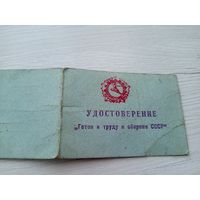 УДОСТОВЕРЕНИЕ
„Готов к труду и обороне СССР"